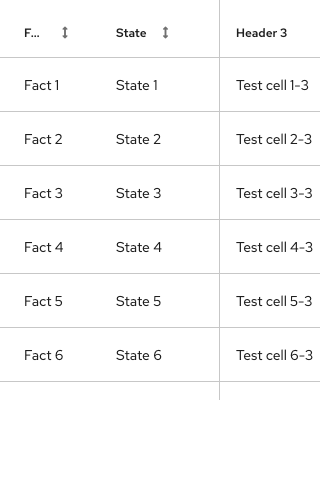 F... State Header 3
Fact 1 State 1 Test cell 1-3
Fact 2 State 2 Test cell 2-3
Fact 3 State 3 Test cell 3-3
Fact 4 State 4 Test cell 4-3
Fact 5 State 5 Test cell 5-3
Fact 6 State 6 Test cell 6-3